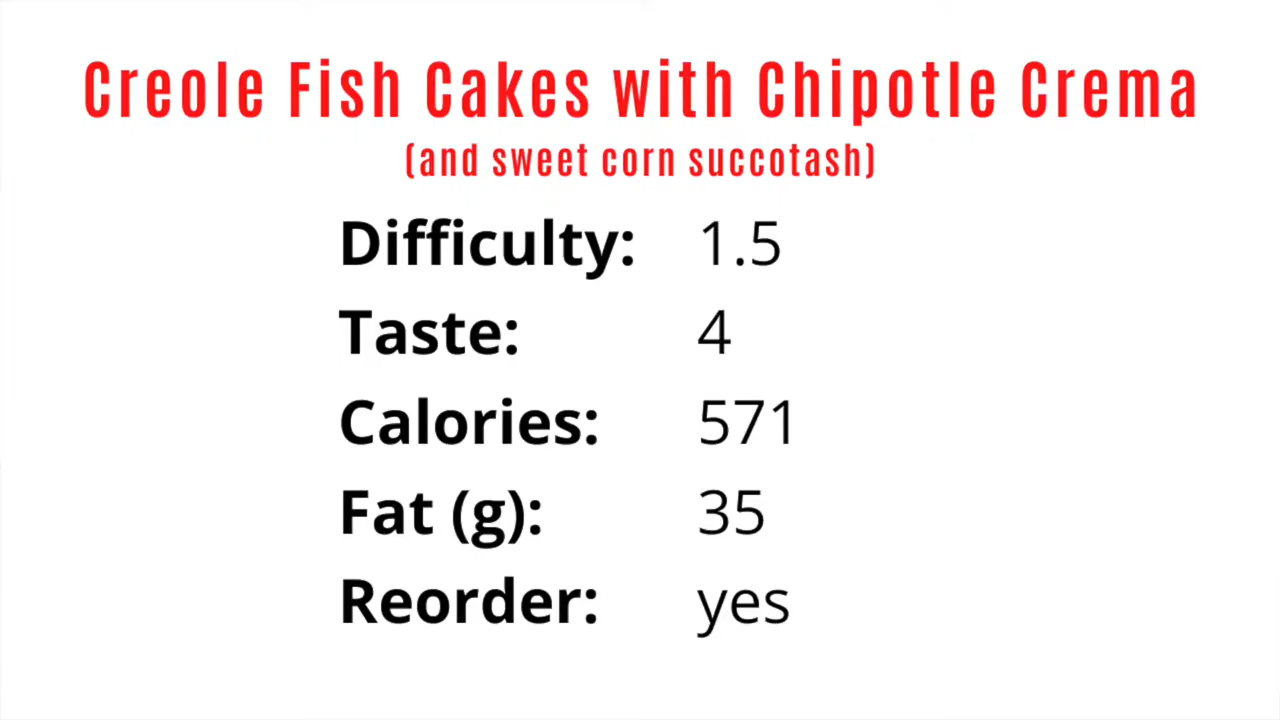 Creole Fish Cakes with Chipotle Crema
(and sweet corn succotash)
Difficulty: 1.5
Taste: 4
Calories: 571
Fat (g): 35
Reorder: yes